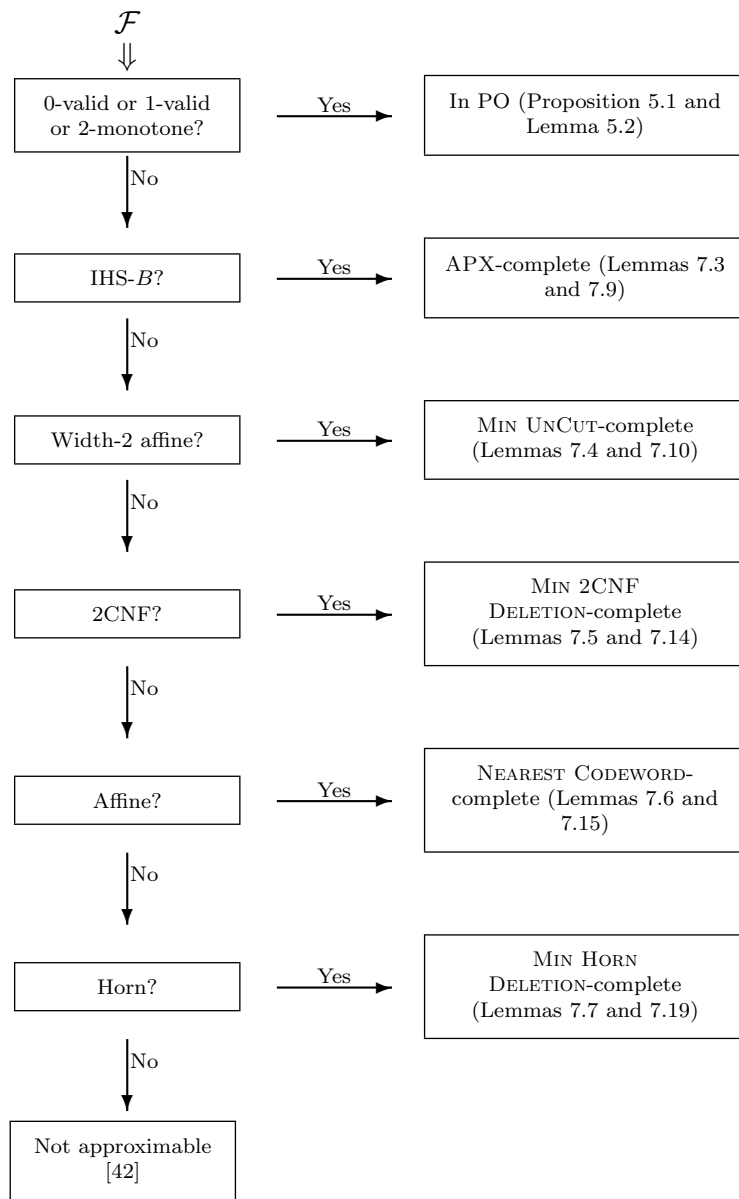 ℱ
⇓
0-valid or 1-valid
or 2-monotone?
Yes
In PO (Proposition 5.1 and
Lemma 5.2)
No
IHS-B?
Yes
APX-complete (Lemmas 7.3
and 7.9)
No
Width-2 affine?
Yes
MIN UNCUT-complete
(Lemmas 7.4 and 7.10)
No
2CNF?
Yes
MIN 2CNF
DELETION-complete
(Lemmas 7.5 and 7.14)
No
Affine?
Yes
NEAREST CODEWORD-
complete (Lemmas 7.6 and
7.15)
No
Horn?
Yes
MIN HORN
DELETION-complete
(Lemmas 7.7 and 7.19)
No
Not approximable
[42]